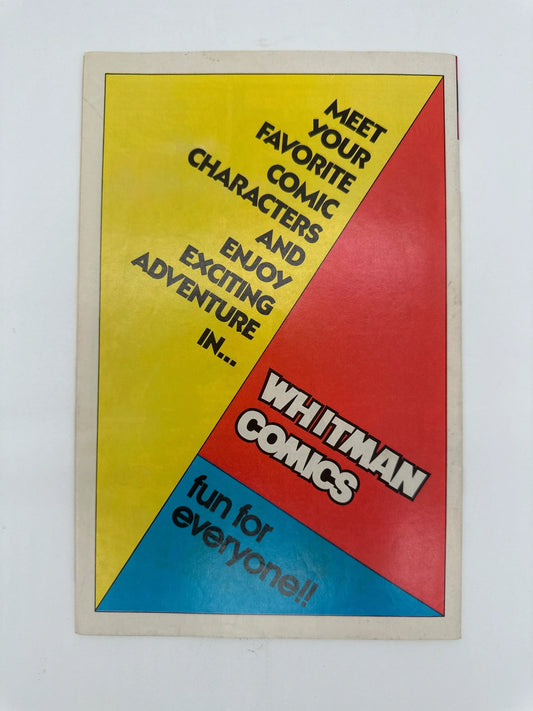 MEET
YOUR
FAVORITE
COMIC
CHARACTERS
AND
ENJOY
EXCITING
ADVENTURE
IN...
WHITMAN
COMICS
fun for
everyone!!